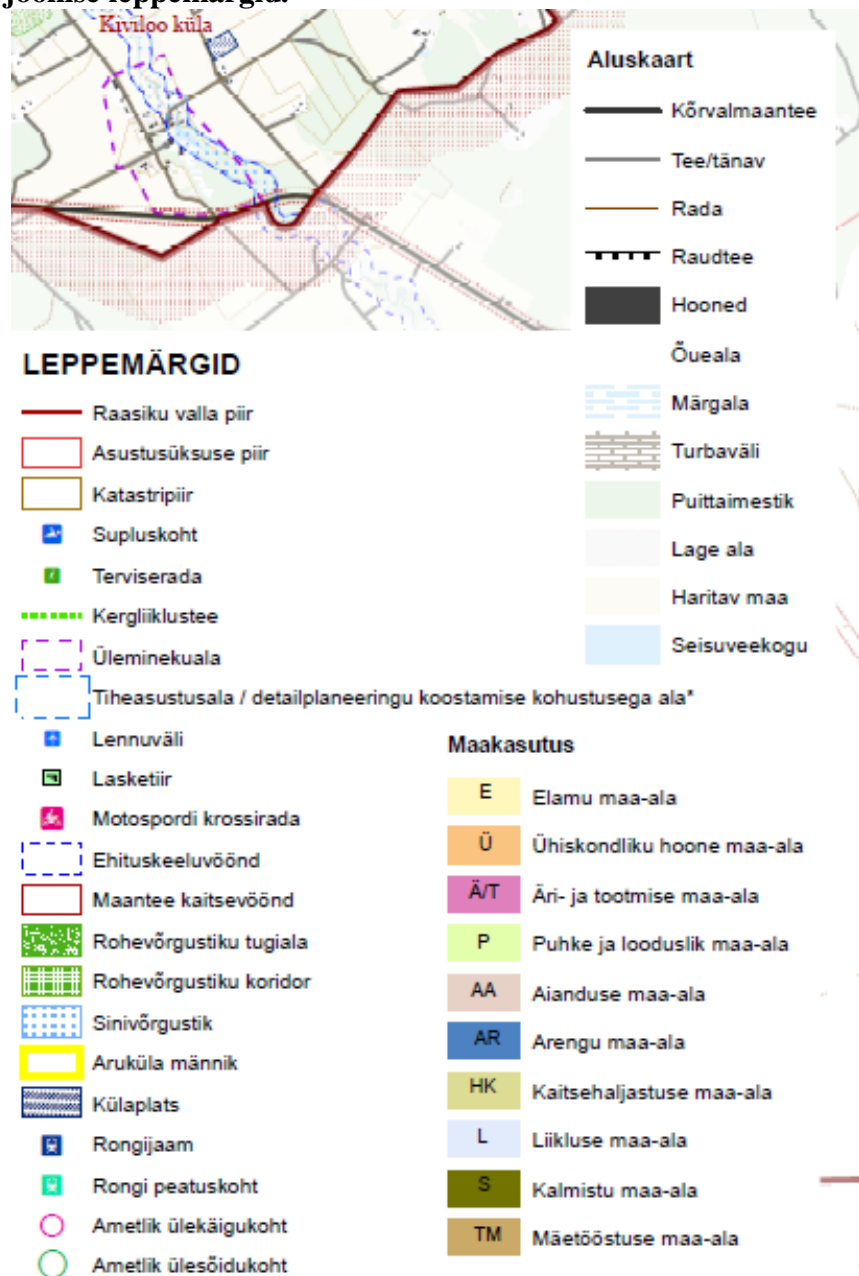 joonise leppemärgid.
Kiviloo küla
Aluskaart
Kõrvalmaantee
Tee/tänav
Rada
Raudtee
Hooned
Õueala
Märgala
Turbaväli
Puittaimestik
Lage ala
Haritav maa
Seisuveekogu
LEPPEMÄRGID
Raasiku valla piir
Asustusüksuse piir
Katastripiir
Supluskoht
Terviserada
Kergliiklustee
Üleminekuala
Tiheasustusala / detailplaneeringu koostamise kohustusega ala*
Lennuväli
Lasketiir
Motospordi krossirada
Ehituskeeluvöönd
Maantee kaitsevöönd
Rohevõrgustiku tugiala
Rohevõrgustiku koridor
Sinivõrgustik
Aruküla männik
Külaplats
Rongijaam
Rongi peatuskoht
Ametlik ülekäigukoht
Ametlik ülesõidukoht
Maakasutus
E Elamu maa-ala
Ü Ühiskondliku hoone maa-ala
Ä/T Äri- ja tootmise maa-ala
P Puhke ja looduslik maa-ala
AA Aianduse maa-ala
AR Arengu maa-ala
HK Kaitsehaljastuse maa-ala
L Liikluse maa-ala
S Kalmistu maa-ala
TM Mäetööstuse maa-ala